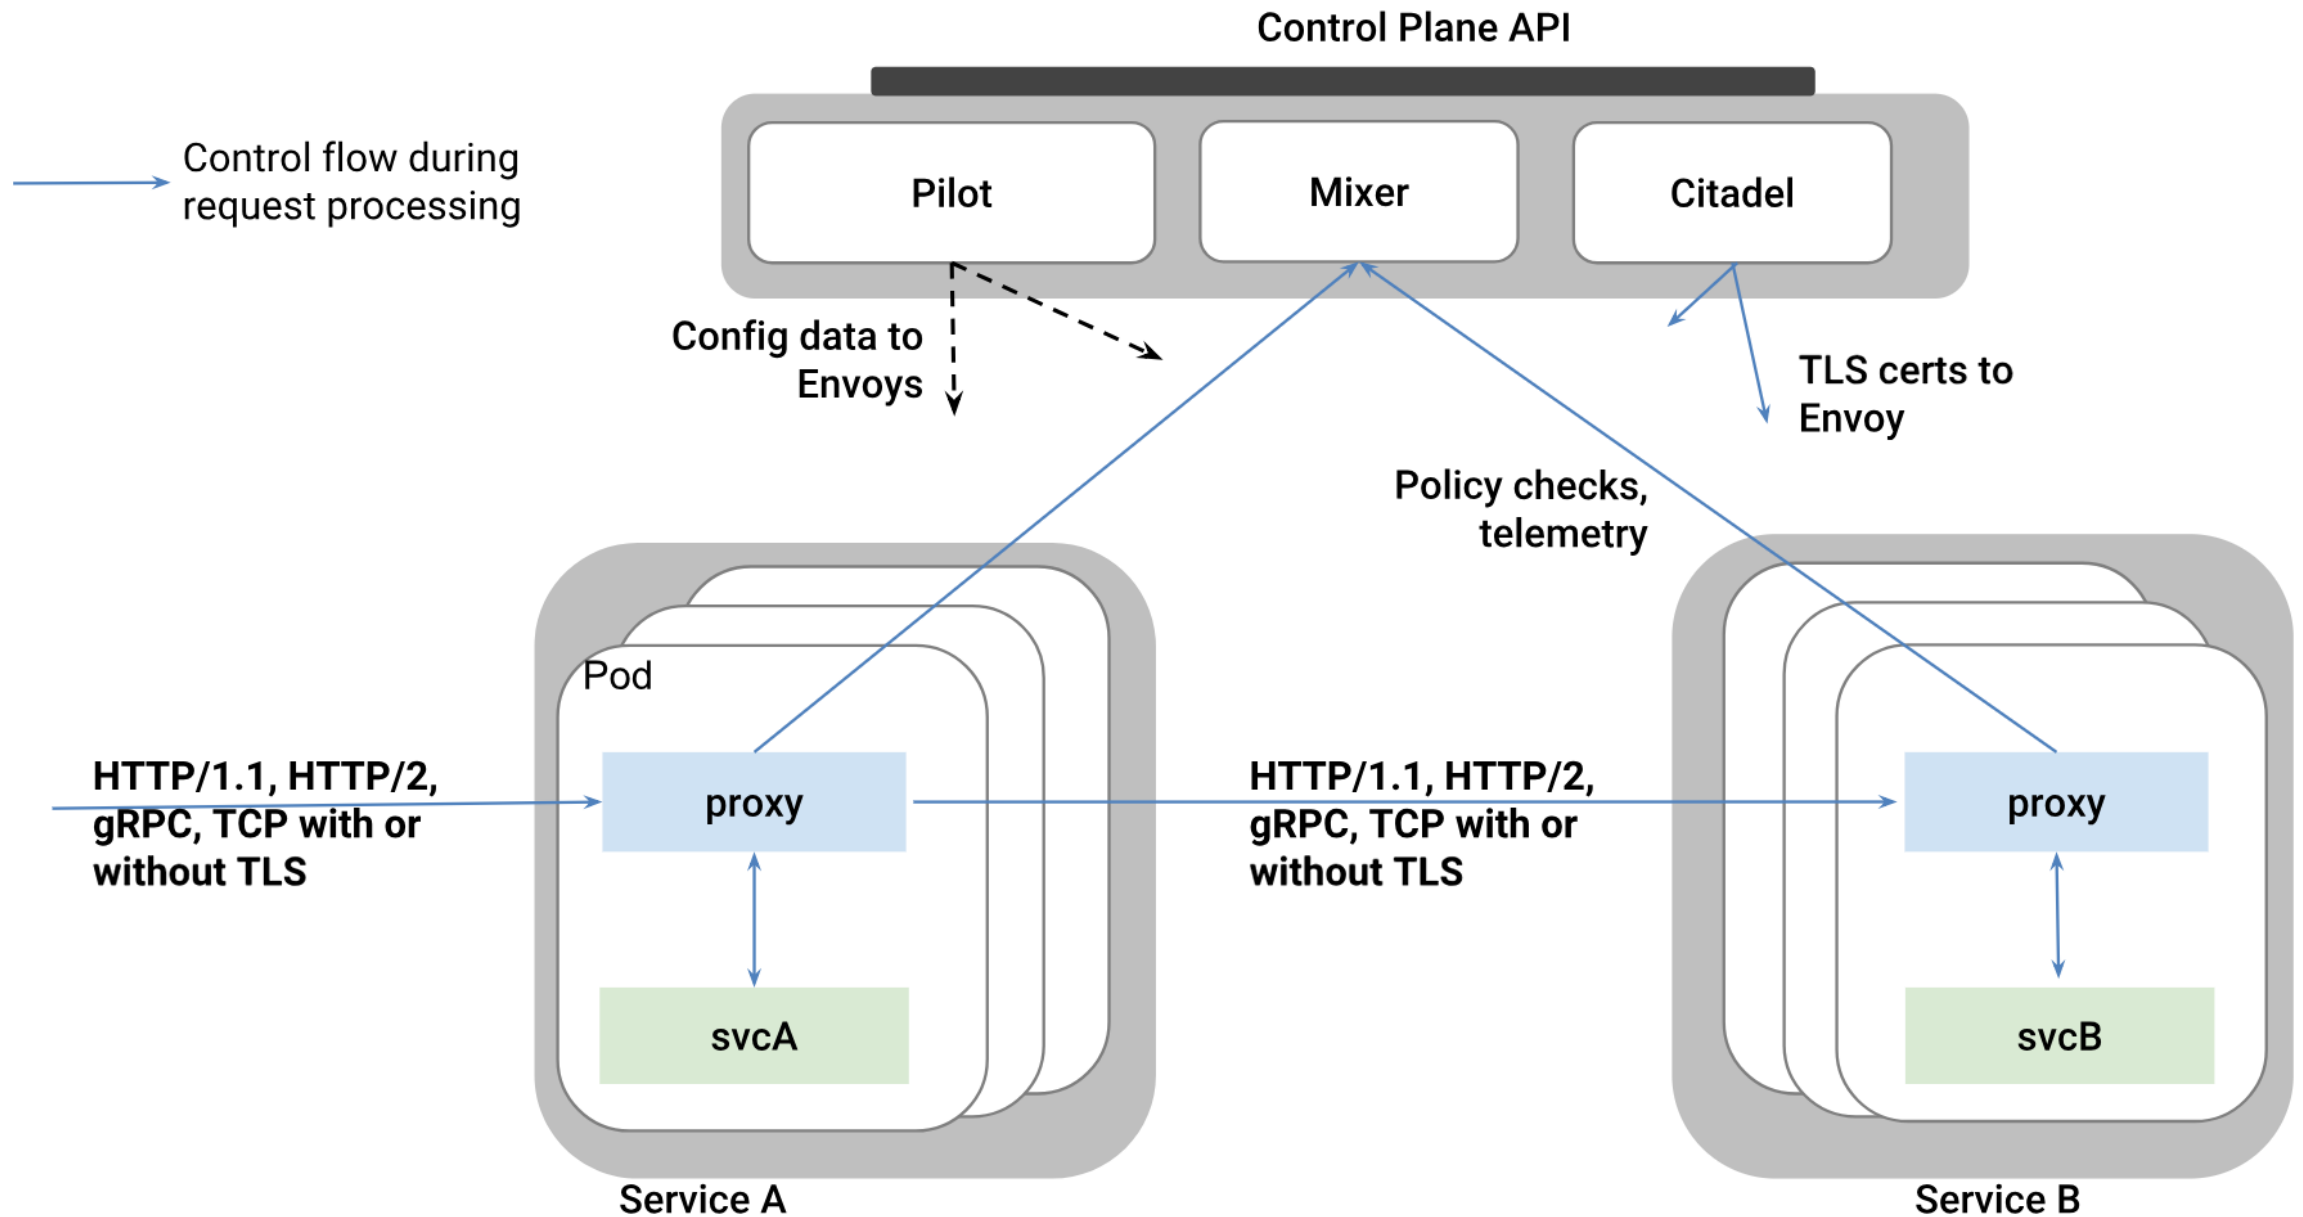 Control Plane API
Control flow during
request processing
Pilot
Mixer
Citadel
Config data to
Envoys
TLS certs to
Envoy
Policy checks,
telemetry
Pod
HTTP/1.1, HTTP/2,
gRPC, TCP with or
without TLS
proxy
HTTP/1.1, HTTP/2,
gRPC, TCP with or
without TLS
proxy
svcA
svcB
Service A
Service B